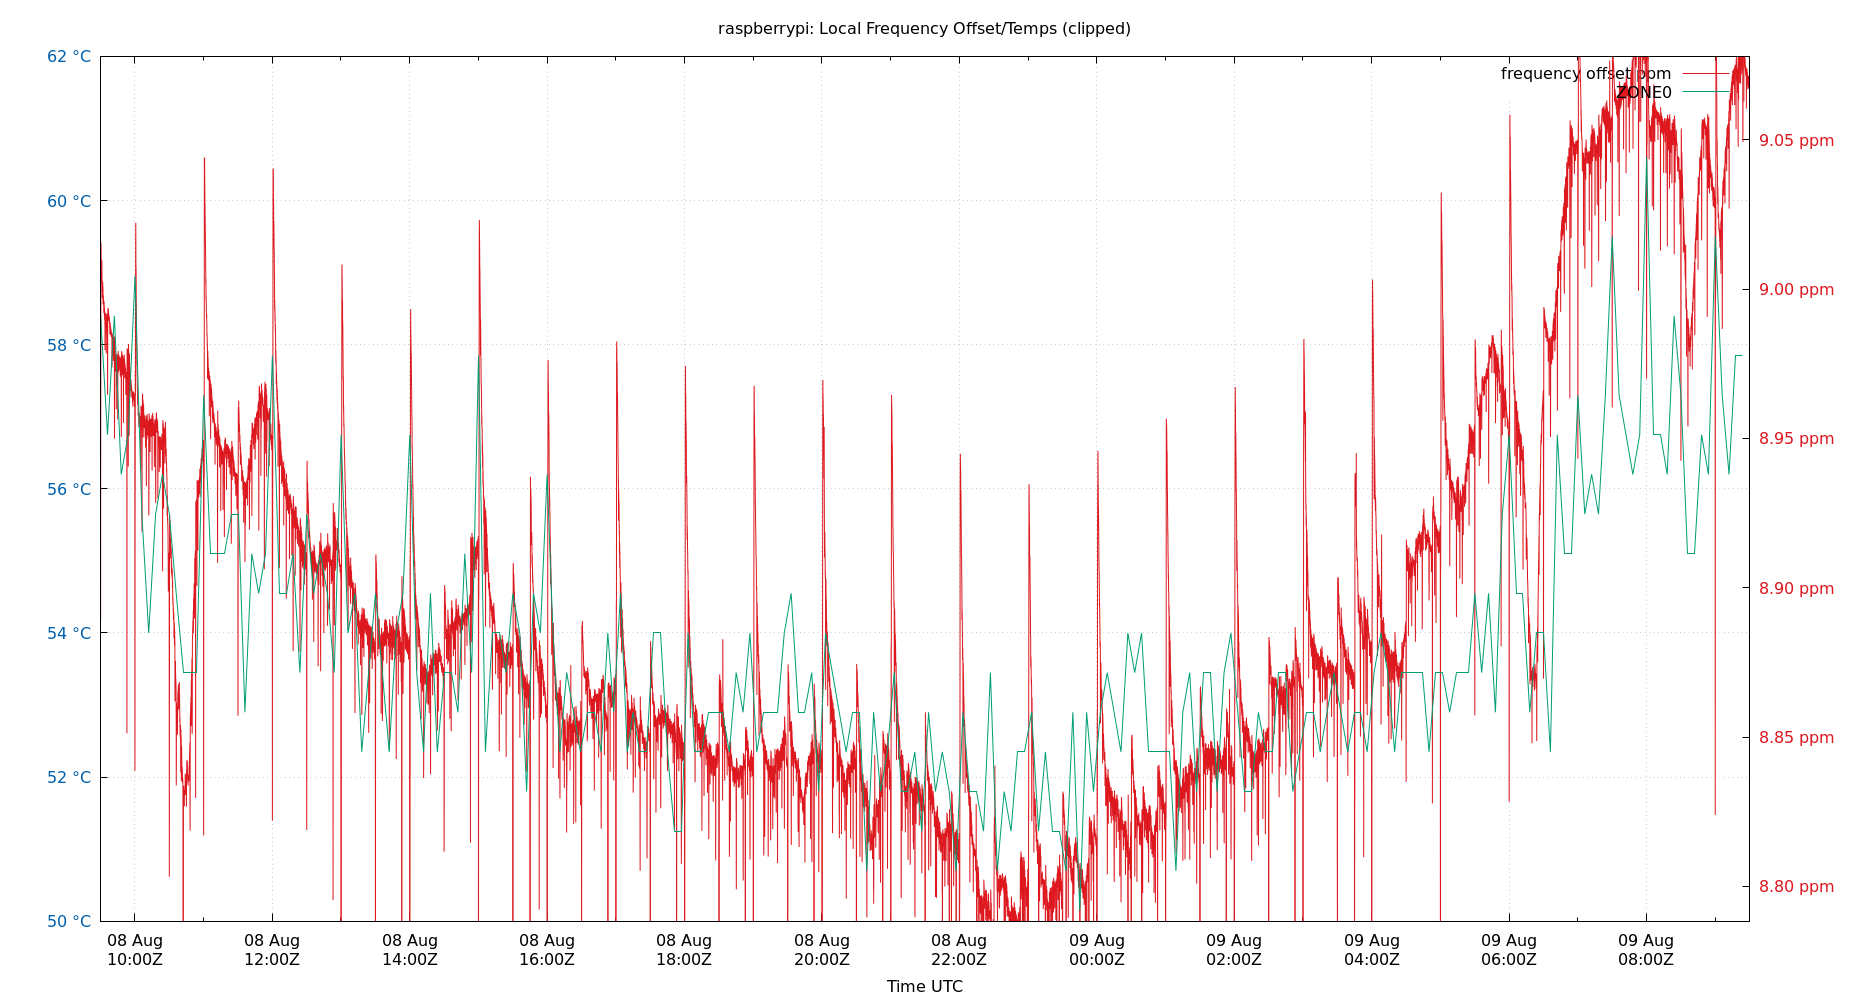 raspberrypi: Local Frequency Offset/Temps (clipped)
62 °C
60 °C
58 °C
56 °C
54 °C
52 °C
50 °C
frequency offset ppm
ZONE0
9.05 ppm
9.00 ppm
8.95 ppm
8.90 ppm
8.85 ppm
8.80 ppm
08 Aug 08 Aug 08 Aug 08 Aug 08 Aug 08 Aug 08 Aug 09 Aug 09 Aug 09 Aug 09 Aug 09 Aug
10:00Z 12:00Z 14:00Z 16:00Z 18:00Z 20:00Z 22:00Z 00:00Z 02:00Z 04:00Z 06:00Z 08:00Z
Time UTC